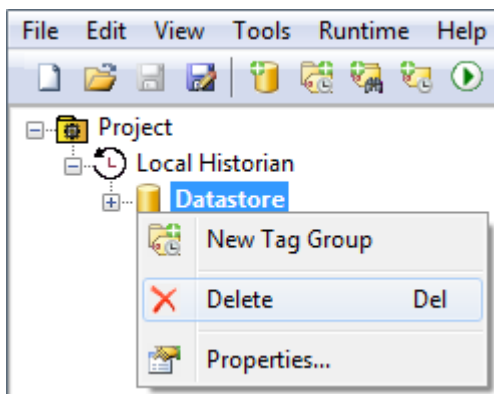 File Edit View Tools Runtime Help
Project
Local Historian
Datastore
New Tag Group
Delete Del
Properties...